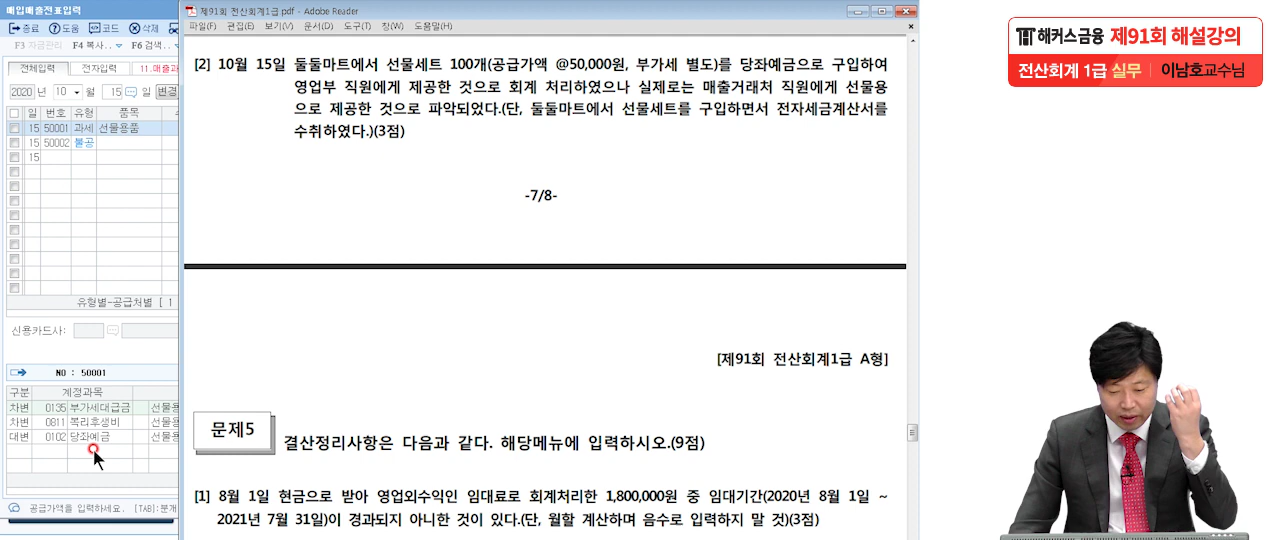 매입매출전표입력
종료 도움 코드 삭제
F3 자금관리 F4 복사.. F6 검색..
전체입력 전자입력 11.매출과
2020 년 10 월 15 일 변경
일 번호 유형 품목
15 50001 과세 선물용품
15 50002 불공
15
유형별-공급처별 [ 1
신용카드사:
NO : 50001
구분 계정과목
차변 0135 부가세대급금 선물용
차변 0811 복리후생비 선물용
대변 0102 당좌예금 선물용
공급가액을 입력하세요. [TAB]:분개
제91회 전산회계1급.pdf - Adobe Reader
파일(F) 편집(E) 보기(V) 문서(D) 도구(T) 창(W) 도움말(H)
[2] 10월 15일 둘둘마트에서 선물세트 100개(공급가액 @50,000원, 부가세 별도)를 당좌예금으로 구입하여
영업부 직원에게 제공한 것으로 회계 처리하였으나 실제로는 매출거래처 직원에게 선물용
으로 제공한 것으로 파악되었다.(단, 둘둘마트에서 선물세트를 구입하면서 전자세금계산서를
수취하였다.)(3점)
-7/8-
[제91회 전산회계1급 A형]
문제5
결산정리사항은 다음과 같다. 해당메뉴에 입력하시오.(9점)
[1] 8월 1일 현금으로 받아 영업외수익인 임대료로 회계처리한 1,800,000원 중 임대기간(2020년 8월 1일 ~
2021년 7월 31일)이 경과되지 아니한 것이 있다.(단, 월할 계산하며 음수로 입력하지 말 것)(3점)
해커스금융 제91회 해설강의
전산회계 1급 실무 | 이남호교수님